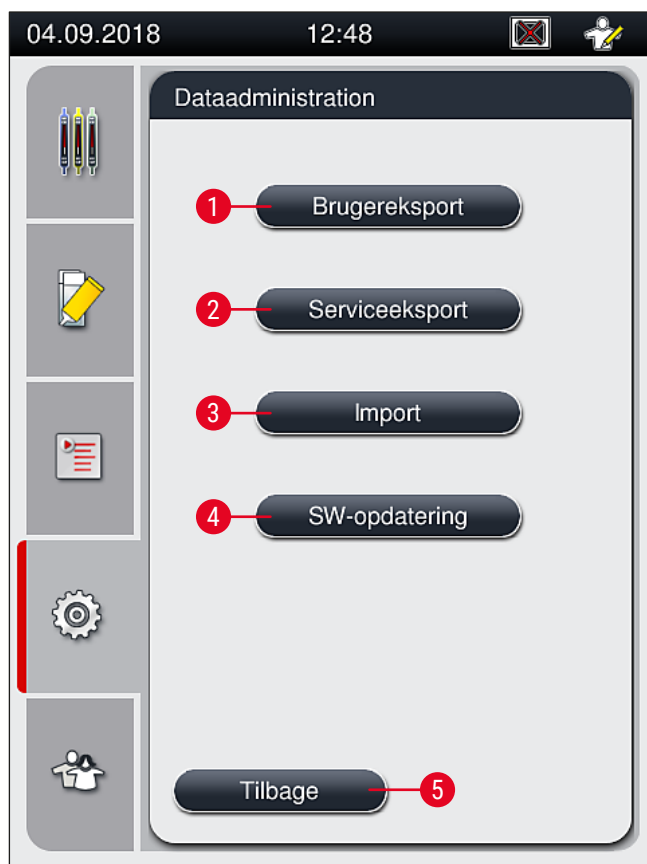 04.09.2018 12:48
Dataadministration
1 Brugereksport
2 Serviceeksport
3 Import
4 SW-opdatering
Tilbage 5